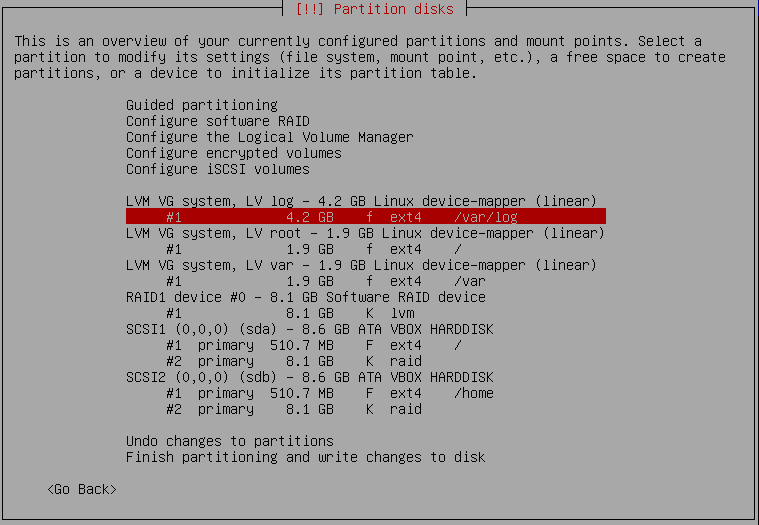 [!!] Partition disks
This is an overview of your currently configured partitions and mount points. Select a
partition to modify its settings (file system, mount point, etc.), a free space to create
partitions, or a device to initialize its partition table.
Guided partitioning
Configure software RAID
Configure the Logical Volume Manager
Configure encrypted volumes
Configure iSCSI volumes
LVM VG system, LV log - 4.2 GB Linux device-mapper (linear)
#1 4.2 GB f ext4 /var/log
LVM VG system, LV root - 1.9 GB Linux device-mapper (linear)
#1 1.9 GB f ext4 /
LVM VG system, LV var - 1.9 GB Linux device-mapper (linear)
#1 1.9 GB f ext4 /var
RAID1 device #0 - 8.1 GB Software RAID device
#1 8.1 GB K lvm
SCSI1 (0,0,0) (sda) - 8.6 GB ATA VBOX HARDDISK
#1 primary 510.7 MB F ext4 /
#2 primary 8.1 GB K raid
SCSI2 (0,0,0) (sdb) - 8.6 GB ATA VBOX HARDDISK
#1 primary 510.7 MB F ext4 /home
#2 primary 8.1 GB K raid
Undo changes to partitions
Finish partitioning and write changes to disk
<Go Back>